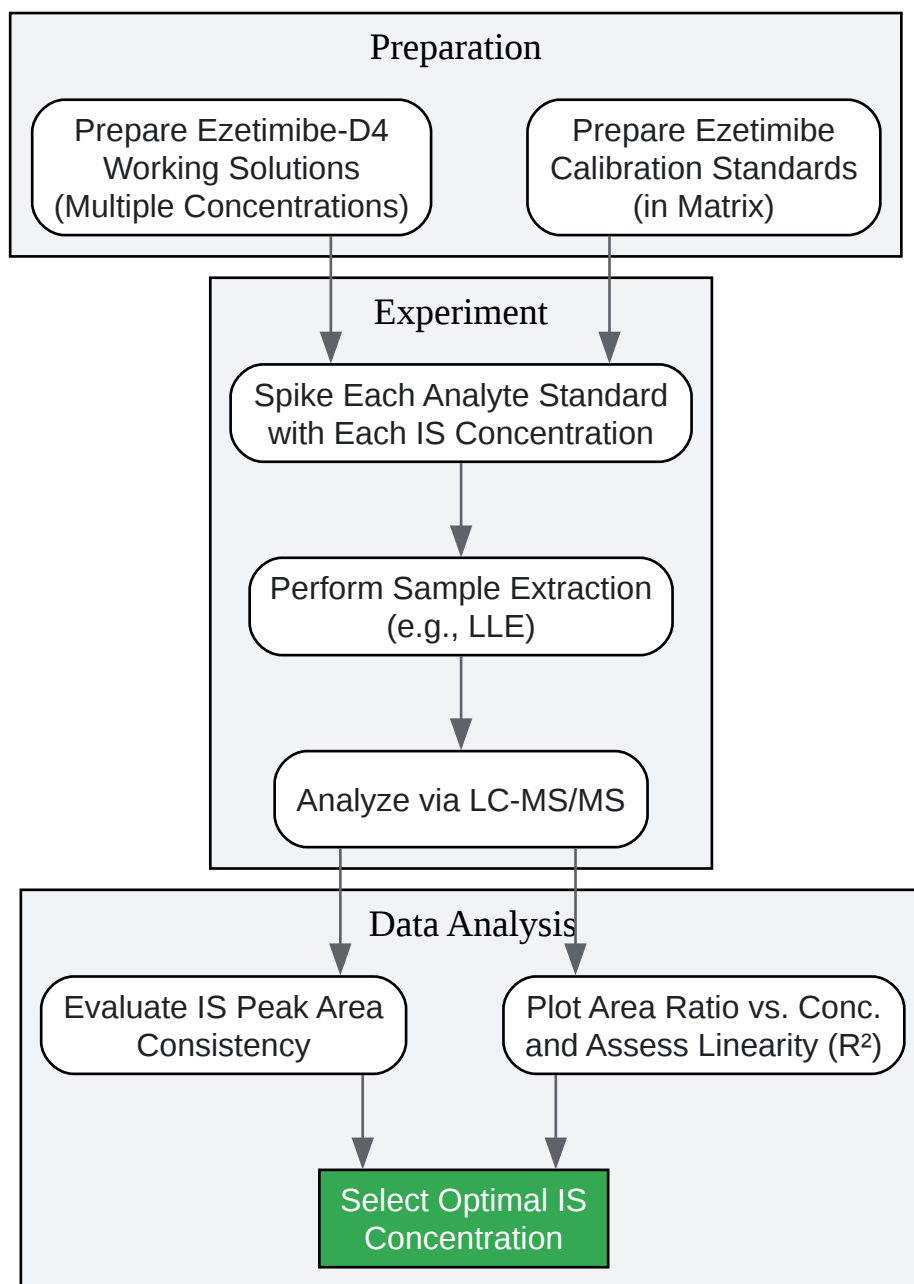 Preparation
Prepare Ezetimibe-D4
Working Solutions
(Multiple Concentrations)
Prepare Ezetimibe
Calibration Standards
(in Matrix)
Experiment
Spike Each Analyte Standard
with Each IS Concentration
Perform Sample Extraction
(e.g., LLE)
Analyze via LC-MS/MS
Data Analysis
Evaluate IS Peak Area
Consistency
Plot Area Ratio vs. Conc.
and Assess Linearity (R²)
Select Optimal IS
Concentration